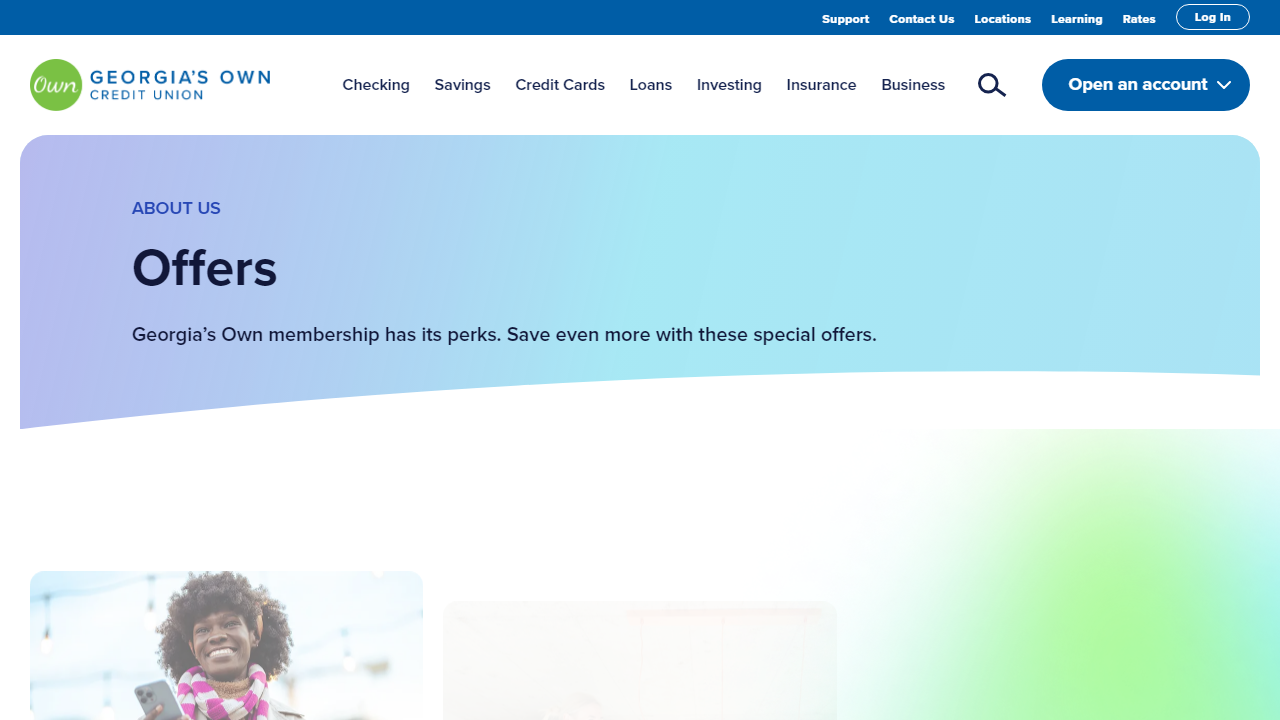 Support Contact Us Locations Learning Rates Log In
Own GEORGIA'S OWN
CREDIT UNION
Checking Savings Credit Cards Loans Investing Insurance Business Open an account
ABOUT US
Offers
Georgia’s Own membership has its perks. Save even more with these special offers.